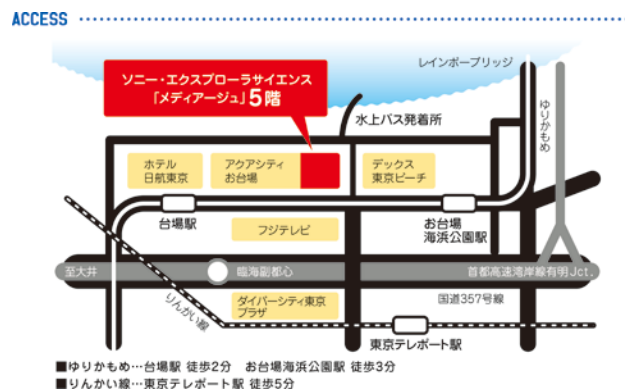 ACCESS
レインボーブリッジ
ソニー・エクスプローラサイエンス
「メディアージュ」5階
水上バス発着所
ゆりかもめ
ホテル
日航東京
アクアシティ
お台場
デックス
東京ビーチ
台場駅
お台場
海浜公園駅
フジテレビ
至大井
臨海副都心
首都高速湾岸線有明Jct.
りんかい線
ダイバーシティ東京
プラザ
国道357号線
東京テレポート駅
■ゆりかもめ…台場駅 徒歩2分 お台場海浜公園駅 徒歩3分
■りんかい線…東京テレポート駅 徒歩5分